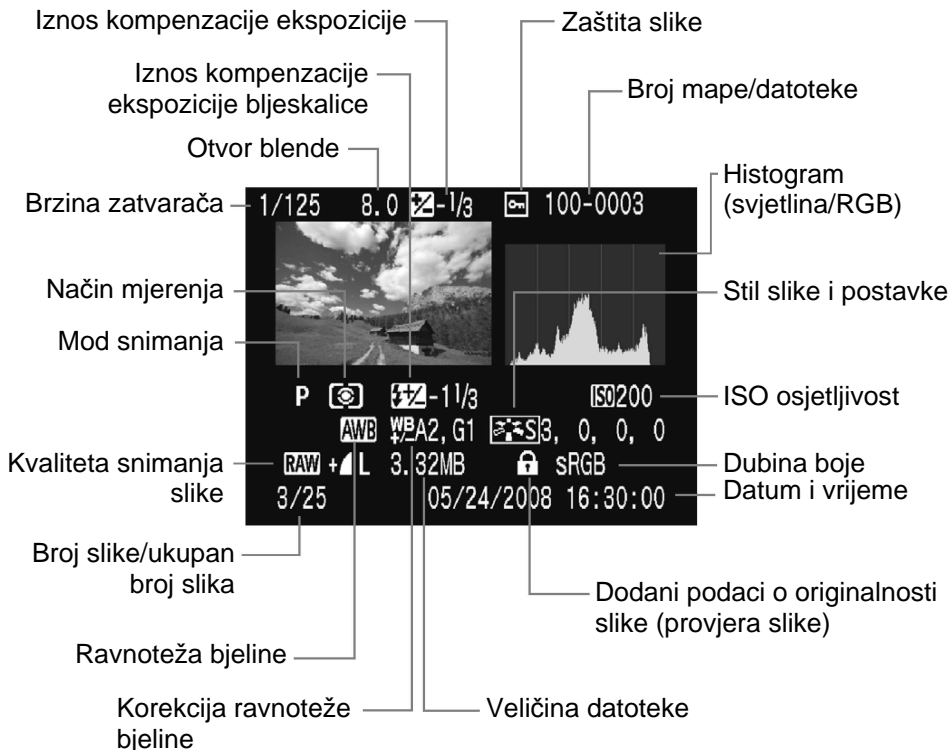 Iznos kompenzacije ekspozicije
Zaštita slike
Iznos kompenzacije
ekspozicije bljeskalice
Broj mape/datoteke
Otvor blende
Histogram
(svjetlina/RGB)
Brzina zatvarača
1/125 8.0 -1/3 100-0003
Način mjerenja
Stil slike i postavke
Mod snimanja
P -1 1/3 ISO 200
ISO osjetljivost
AWB WB A2, G1 S 3, 0, 0, 0
Kvaliteta snimanja
slike
RAW + L 3.32MB sRGB
Dubina boje
3/25 05/24/2008 16:30:00
Datum i vrijeme
Broj slike/ukupan
broj slika
Dodani podaci o originalnosti
slike (provjera slike)
Ravnoteža bjeline
Korekcija ravnoteže
bjeline
Veličina datoteke